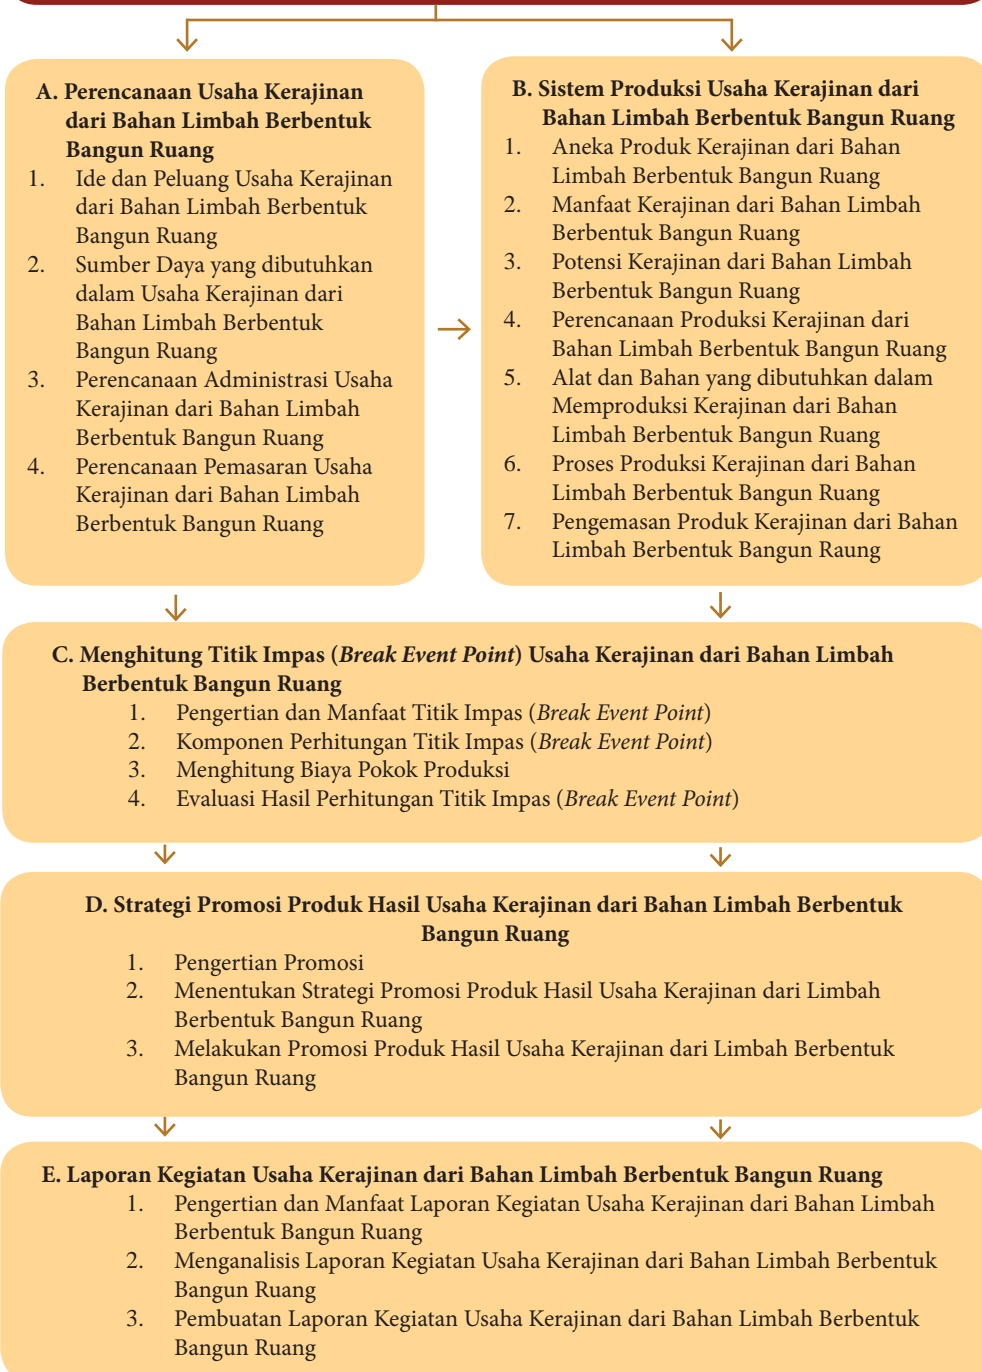 A. Perencanaan Usaha Kerajinan
dari Bahan Limbah Berbentuk
Bangun Ruang
1. Ide dan Peluang Usaha Kerajinan
dari Bahan Limbah Berbentuk
Bangun Ruang
2. Sumber Daya yang dibutuhkan
dalam Usaha Kerajinan dari
Bahan Limbah Berbentuk
Bangun Ruang
3. Perencanaan Administrasi Usaha
Kerajinan dari Bahan Limbah
Berbentuk Bangun Ruang
4. Perencanaan Pemasaran Usaha
Kerajinan dari Bahan Limbah
Berbentuk Bangun Ruang
B. Sistem Produksi Usaha Kerajinan dari
Bahan Limbah Berbentuk Bangun Ruang
1. Aneka Produk Kerajinan dari Bahan
Limbah Berbentuk Bangun Ruang
2. Manfaat Kerajinan dari Bahan Limbah
Berbentuk Bangun Ruang
3. Potensi Kerajinan dari Bahan Limbah
Berbentuk Bangun Ruang
4. Perencanaan Produksi Kerajinan dari
Bahan Limbah Berbentuk Bangun Ruang
5. Alat dan Bahan yang dibutuhkan dalam
Memproduksi Kerajinan dari Bahan
Limbah Berbentuk Bangun Ruang
6. Proses Produksi Kerajinan dari Bahan
Limbah Berbentuk Bangun Ruang
7. Pengemasan Produk Kerajinan dari Bahan
Limbah Berbentuk Bangun Raung
C. Menghitung Titik Impas (Break Event Point) Usaha Kerajinan dari Bahan Limbah
Berbentuk Bangun Ruang
1. Pengertian dan Manfaat Titik Impas (Break Event Point)
2. Komponen Perhitungan Titik Impas (Break Event Point)
3. Menghitung Biaya Pokok Produksi
4. Evaluasi Hasil Perhitungan Titik Impas (Break Event Point)
D. Strategi Promosi Produk Hasil Usaha Kerajinan dari Bahan Limbah Berbentuk
Bangun Ruang
1. Pengertian Promosi
2. Menentukan Strategi Promosi Produk Hasil Usaha Kerajinan dari Limbah
Berbentuk Bangun Ruang
3. Melakukan Promosi Produk Hasil Usaha Kerajinan dari Limbah Berbentuk
Bangun Ruang
E. Laporan Kegiatan Usaha Kerajinan dari Bahan Limbah Berbentuk Bangun Ruang
1. Pengertian dan Manfaat Laporan Kegiatan Usaha Kerajinan dari Bahan Limbah
Berbentuk Bangun Ruang
2. Menganalisis Laporan Kegiatan Usaha Kerajinan dari Bahan Limbah Berbentuk
Bangun Ruang
3. Pembuatan Laporan Kegiatan Usaha Kerajinan dari Bahan Limbah Berbentuk
Bangun Ruang